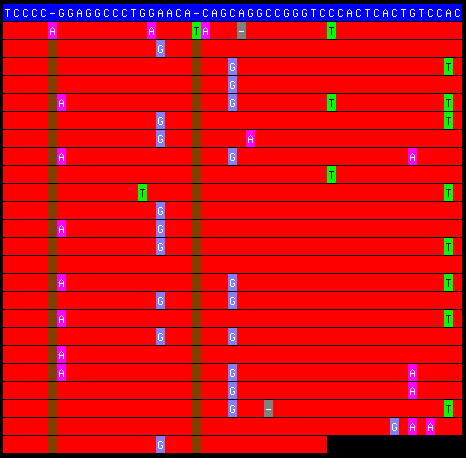 TCCCC-GGAGGCCCTGGAACA-CAGCAGGCCGGGTCCCACTCACTGTCCAC
A A T A - T
G
G T
G
A G T T
G T
G A
A G A
T
T T
G
A G
G T
A G T
G G
A T
G G
A
A G A
G A
G - T
G A A
G